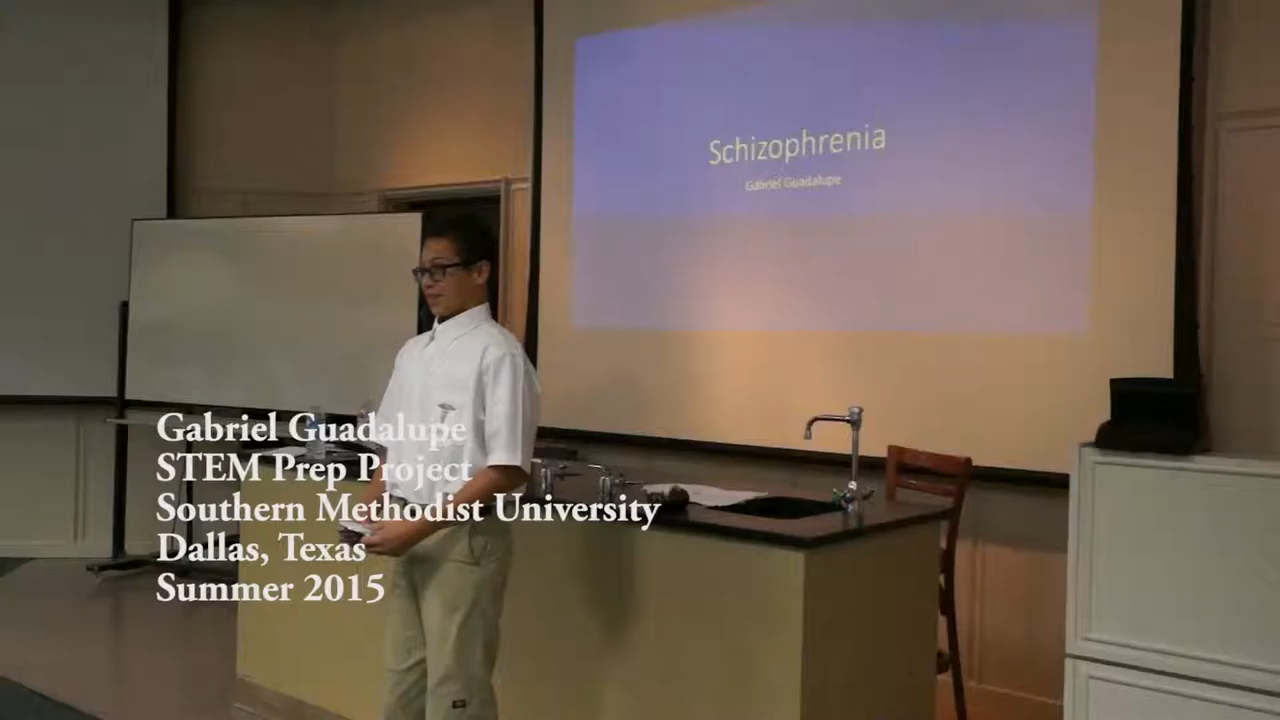 Schizophrenia
Gabriel Guadalupe
Gabriel Guadalupe
STEM Prep Project
Southern Methodist University
Dallas, Texas
Summer 2015